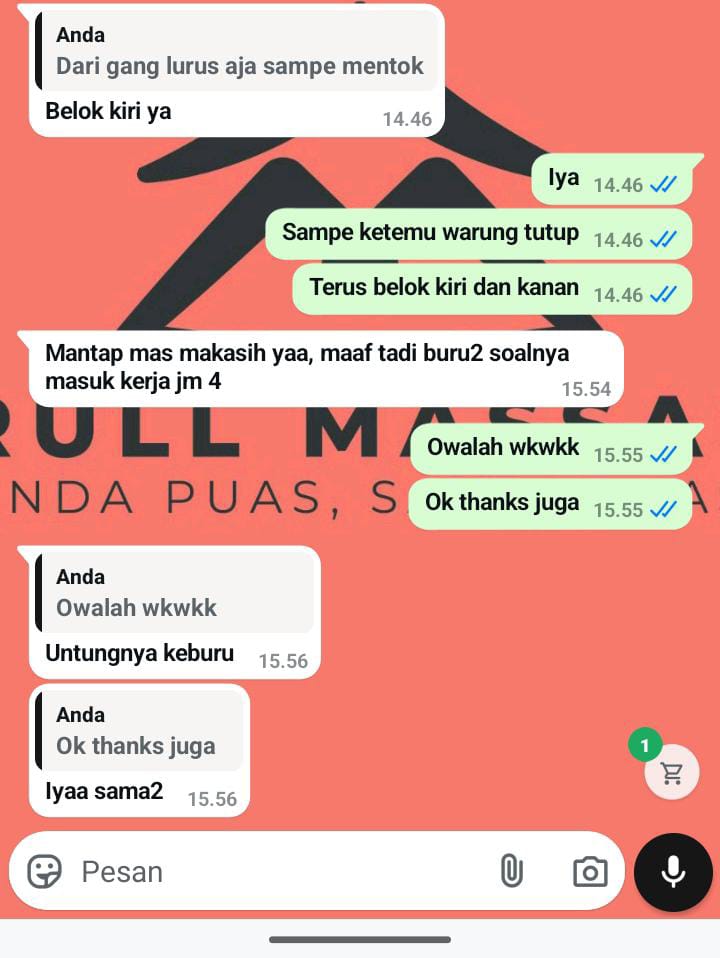 Anda
Dari gang lurus aja sampe mentok
Belok kiri ya
14.46
Iya
14.46
Sampe ketemu warung tutup
14.46
Terus belok kiri dan kanan
14.46
Mantap mas makasih yaa, maaf tadi buru2 soalnya
masuk kerja jm 4
15.54
ULL MASSA
Owalah wkwkk
15.55
NDA PUAS, S
Ok thanks juga
15.55
Anda
Owalah wkwkk
Untungnya keburu
15.56
Anda
Ok thanks juga
Iyaa sama2
15.56
1
Pesan